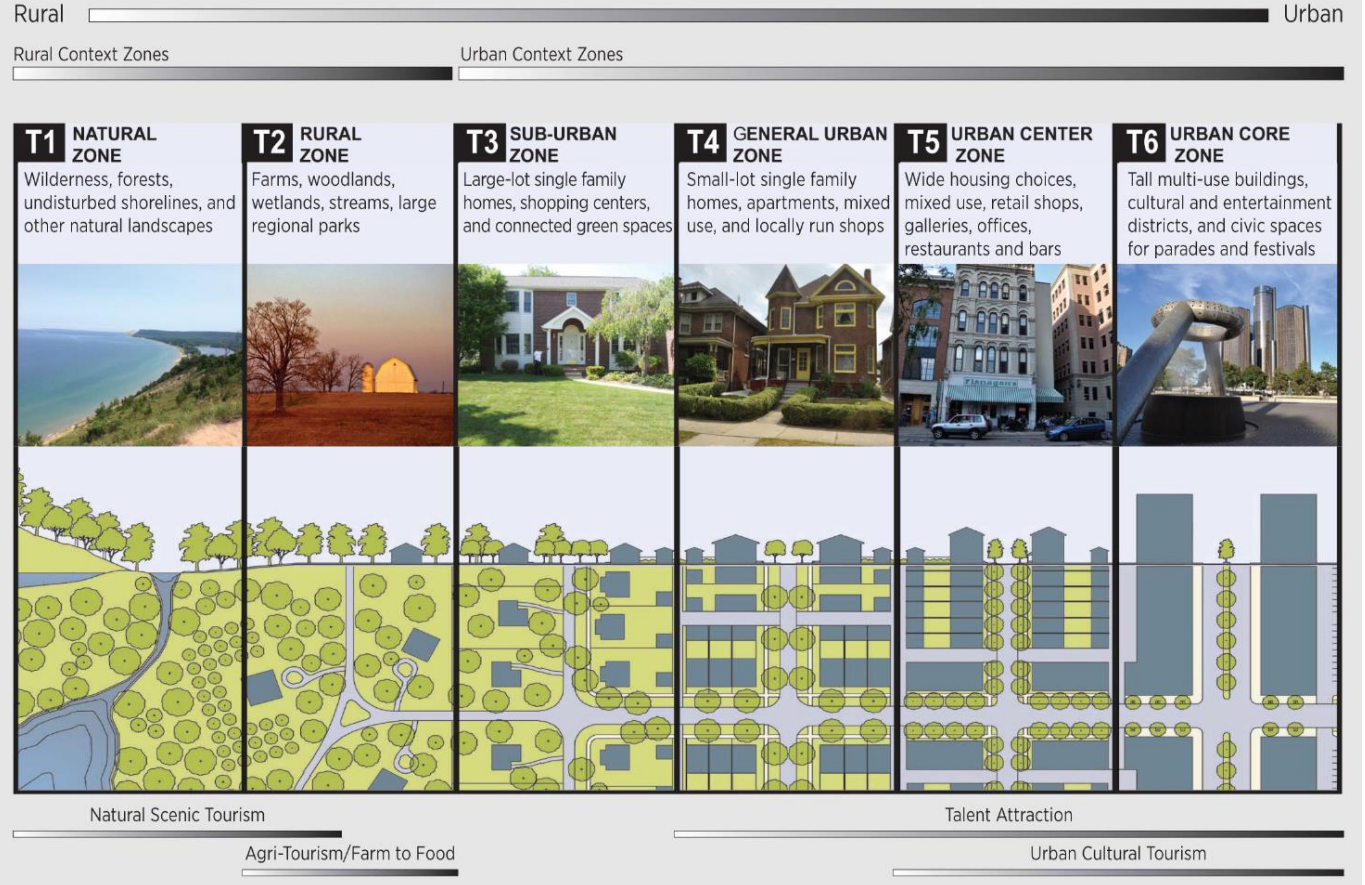 Rural
Urban
Rural Context Zones
Urban Context Zones
T1 NATURAL
ZONE
Wilderness, forests,
undisturbed shorelines, and
other natural landscapes
T2 RURAL
ZONE
Farms, woodlands,
wetlands, streams, large
regional parks
T3 SUB-URBAN
ZONE
Large-lot single family
homes, shopping centers,
and connected green spaces
T4 GENERAL URBAN
ZONE
Small-lot single family
homes, apartments, mixed
use, and locally run shops
T5 URBAN CENTER
ZONE
Wide housing choices,
mixed use, retail shops,
galleries, offices,
restaurants and bars
T6 URBAN CORE
ZONE
Tall multi-use buildings,
cultural and entertainment
districts, and civic spaces
for parades and festivals
Flanagan's
Natural Scenic Tourism
Talent Attraction
Agri-Tourism/Farm to Food
Urban Cultural Tourism